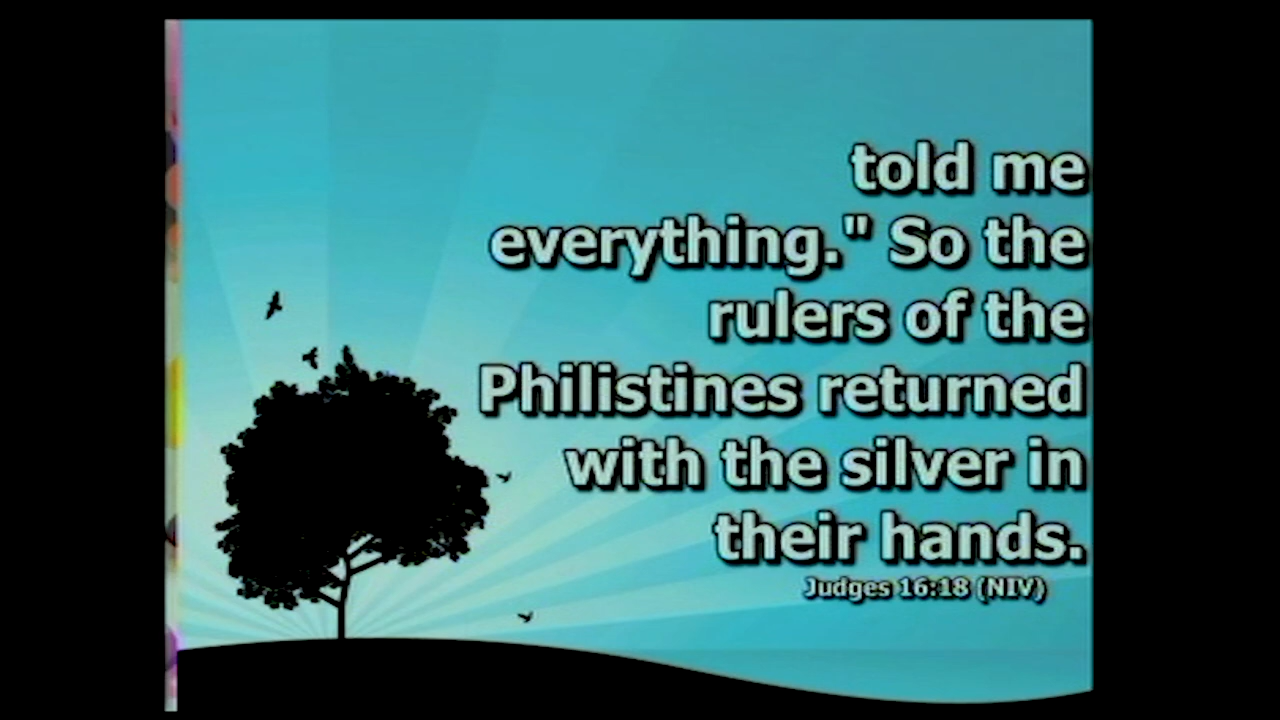 told me
everything." So the
rulers of the
Philistines returned
with the silver in
their hands.
Judges 16:18 (NIV)